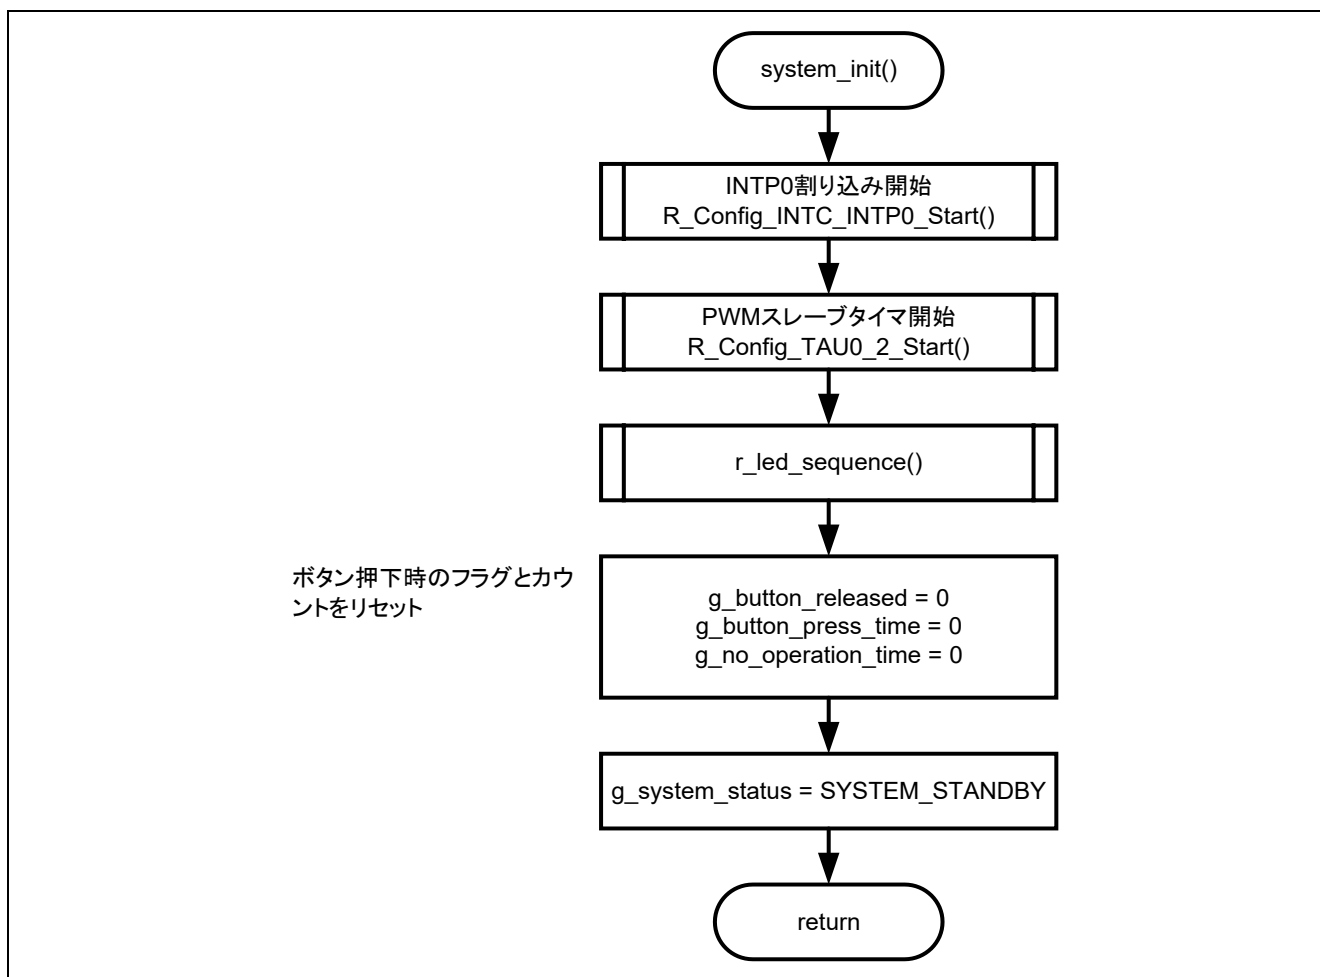 system_init()
INTP0割り込み開始
R_Config_INTC_INTP0_Start()
PWMスレーブタイマ開始
R_Config_TAU0_2_Start()
r_led_sequence()
ボタン押下時のフラグとカウ
ントをリセット
g_button_released = 0
g_button_press_time = 0
g_no_operation_time = 0
g_system_status = SYSTEM_STANDBY
return